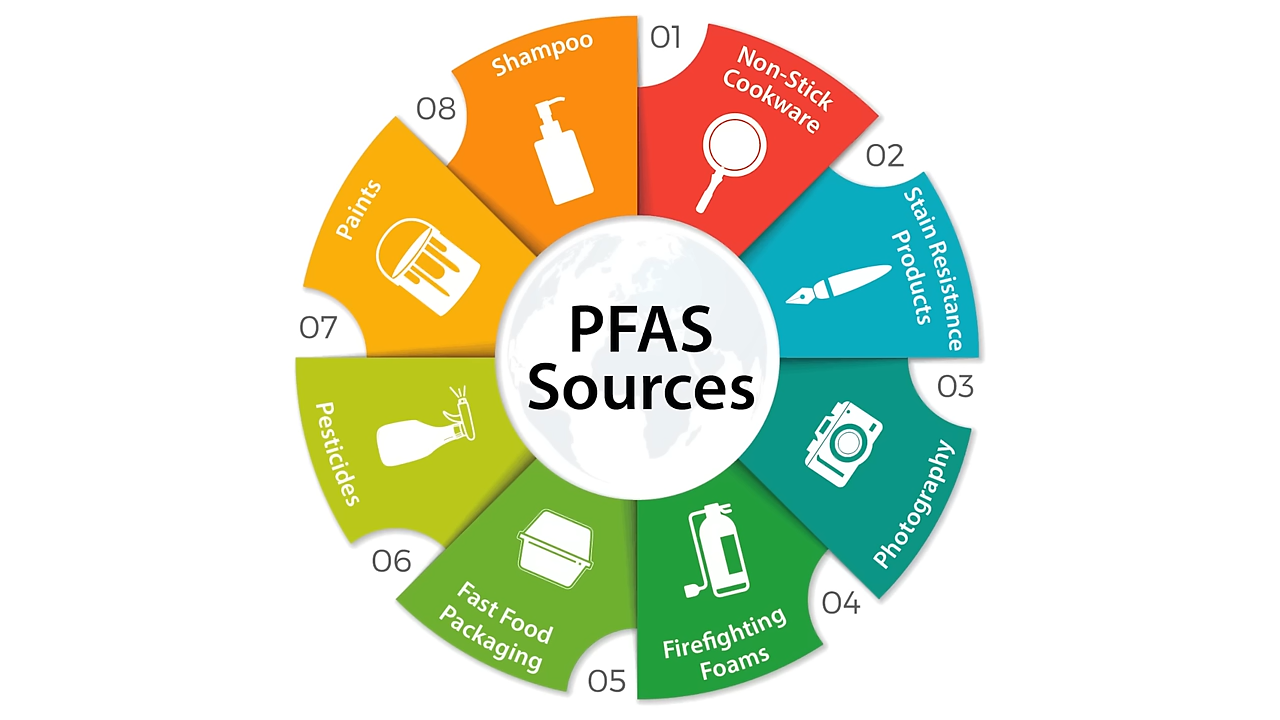 PFAS
Sources
01
Non-Stick
Cookware
02
Stain Resistance
Products
03
Photography
04
Firefighting
Foams
05
Fast Food
Packaging
06
Pesticides
07
Paints
08
Shampoo